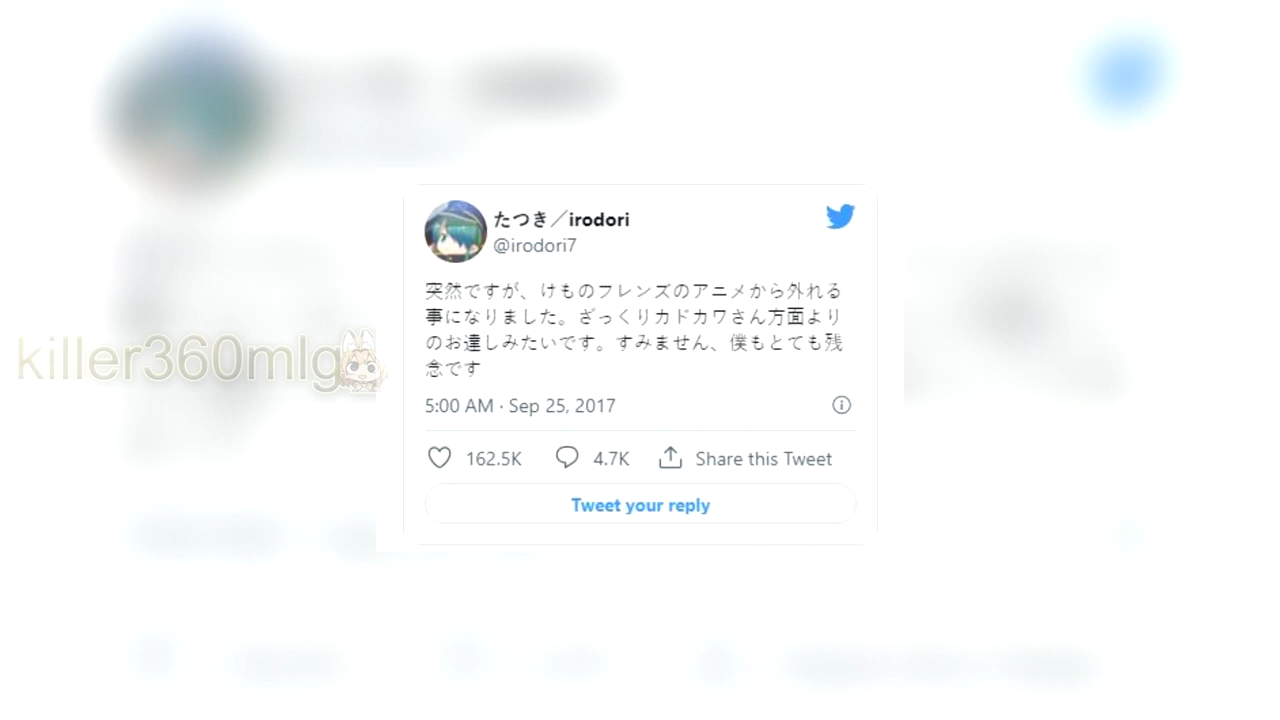 たつき／irodori
@irodori7
突然ですが、けものフレンズのアニメから外れる
事になりました。ざっくりカドカワさん方面より
のお達しみたいです。すみません、僕もとても残
念です
5:00 AM · Sep 25, 2017
162.5K 4.7K Share this Tweet
Tweet your reply
killer360mlg